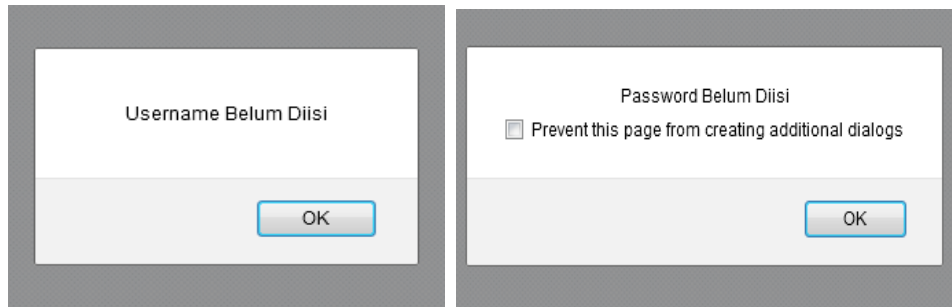 Username Belum Diisi
OK
Password Belum Diisi
Prevent this page from creating additional dialogs
OK